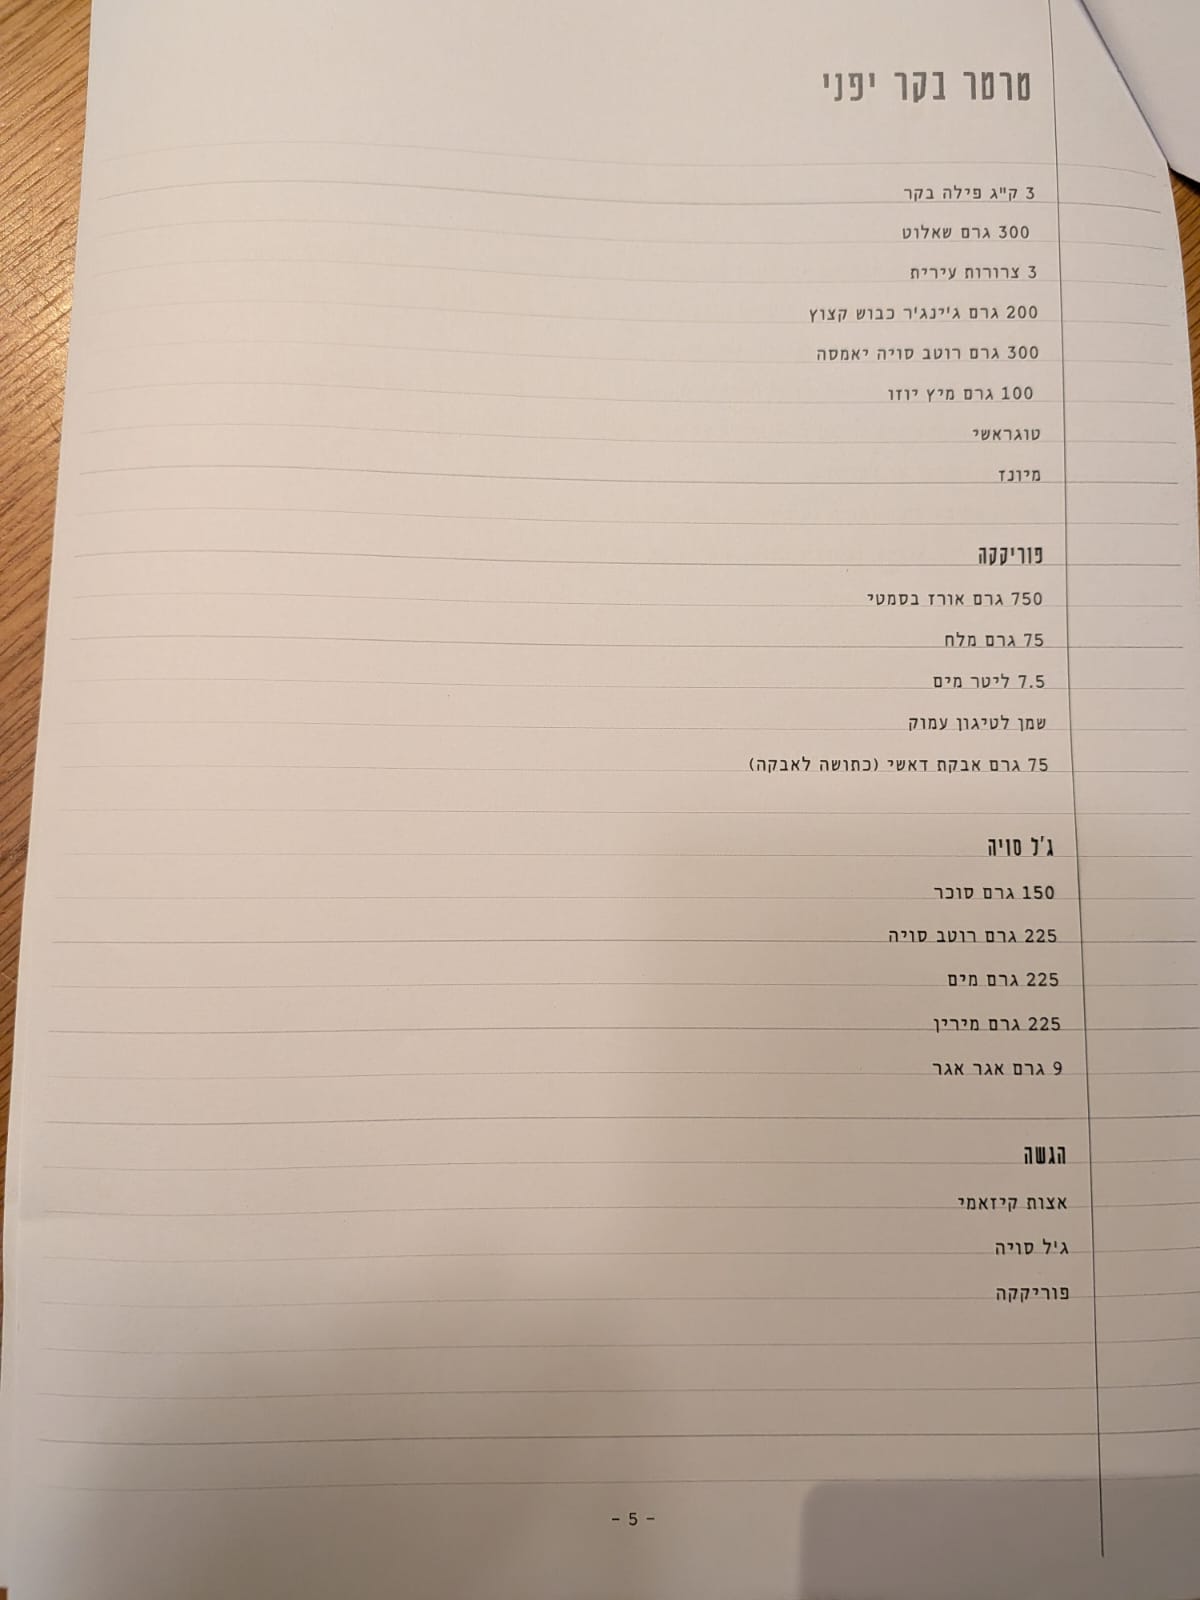 טרטר בקר יפני
3 ק"ג פילה בקר
300 גרם שאלוט
3 צרורות עירית
200 גרם ג'ינג'ר כבוש קצוץ
300 גרם רוטב סויה יאמסה
100 גרם מיץ יוזו
טוגראשי
מיונז
פוריקקה
750 גרם אורז בסמטי
75 גרם מלח
7.5 ליטר מים
שמן לטיגון עמוק
75 גרם אבקת דאשי (כתושה לאבקה)
ג'ל סויה
150 גרם סוכר
225 גרם רוטב סויה
225 גרם מים
225 גרם מירין
9 גרם אגר אגר
הגשה
אצות קיזאמי
ג'ל סויה
פוריקקה
- 5 -